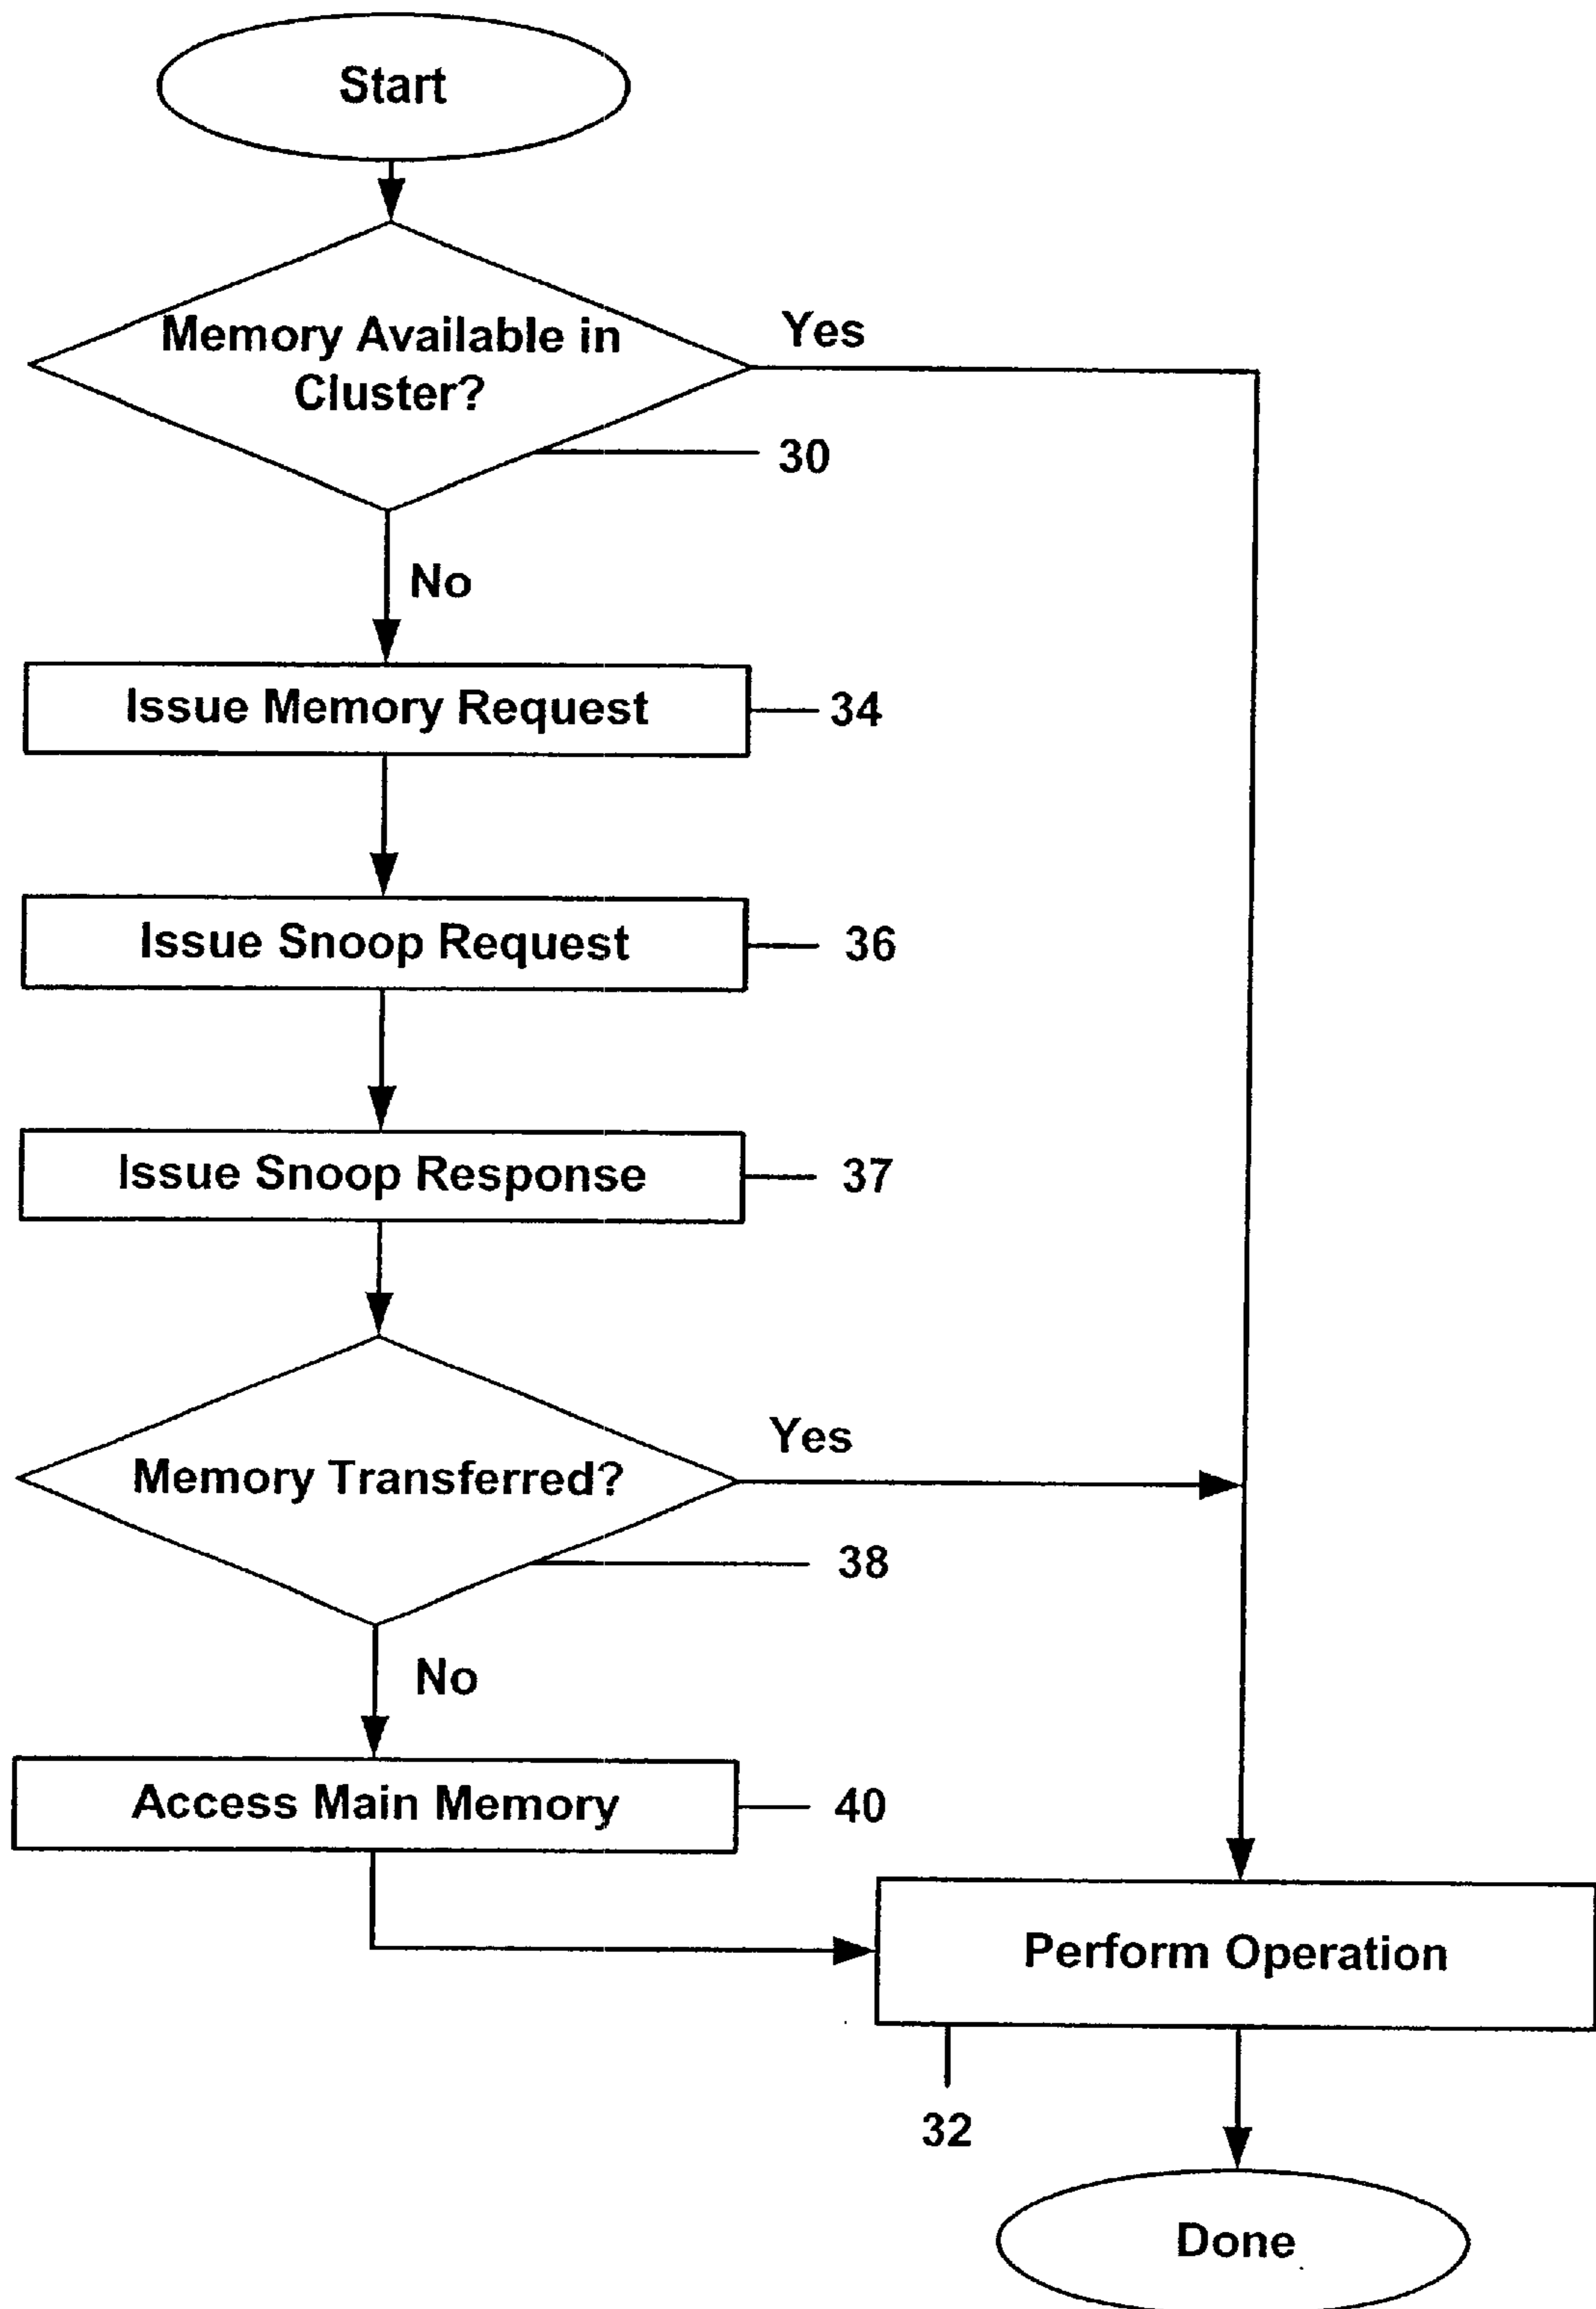 Start
Memory Available in
Cluster?
Yes
30
No
Issue Memory Request
34
Issue Snoop Request
36
Issue Snoop Response
37
Memory Transferred?
Yes
38
No
Access Main Memory
40
Perform Operation
32
Done